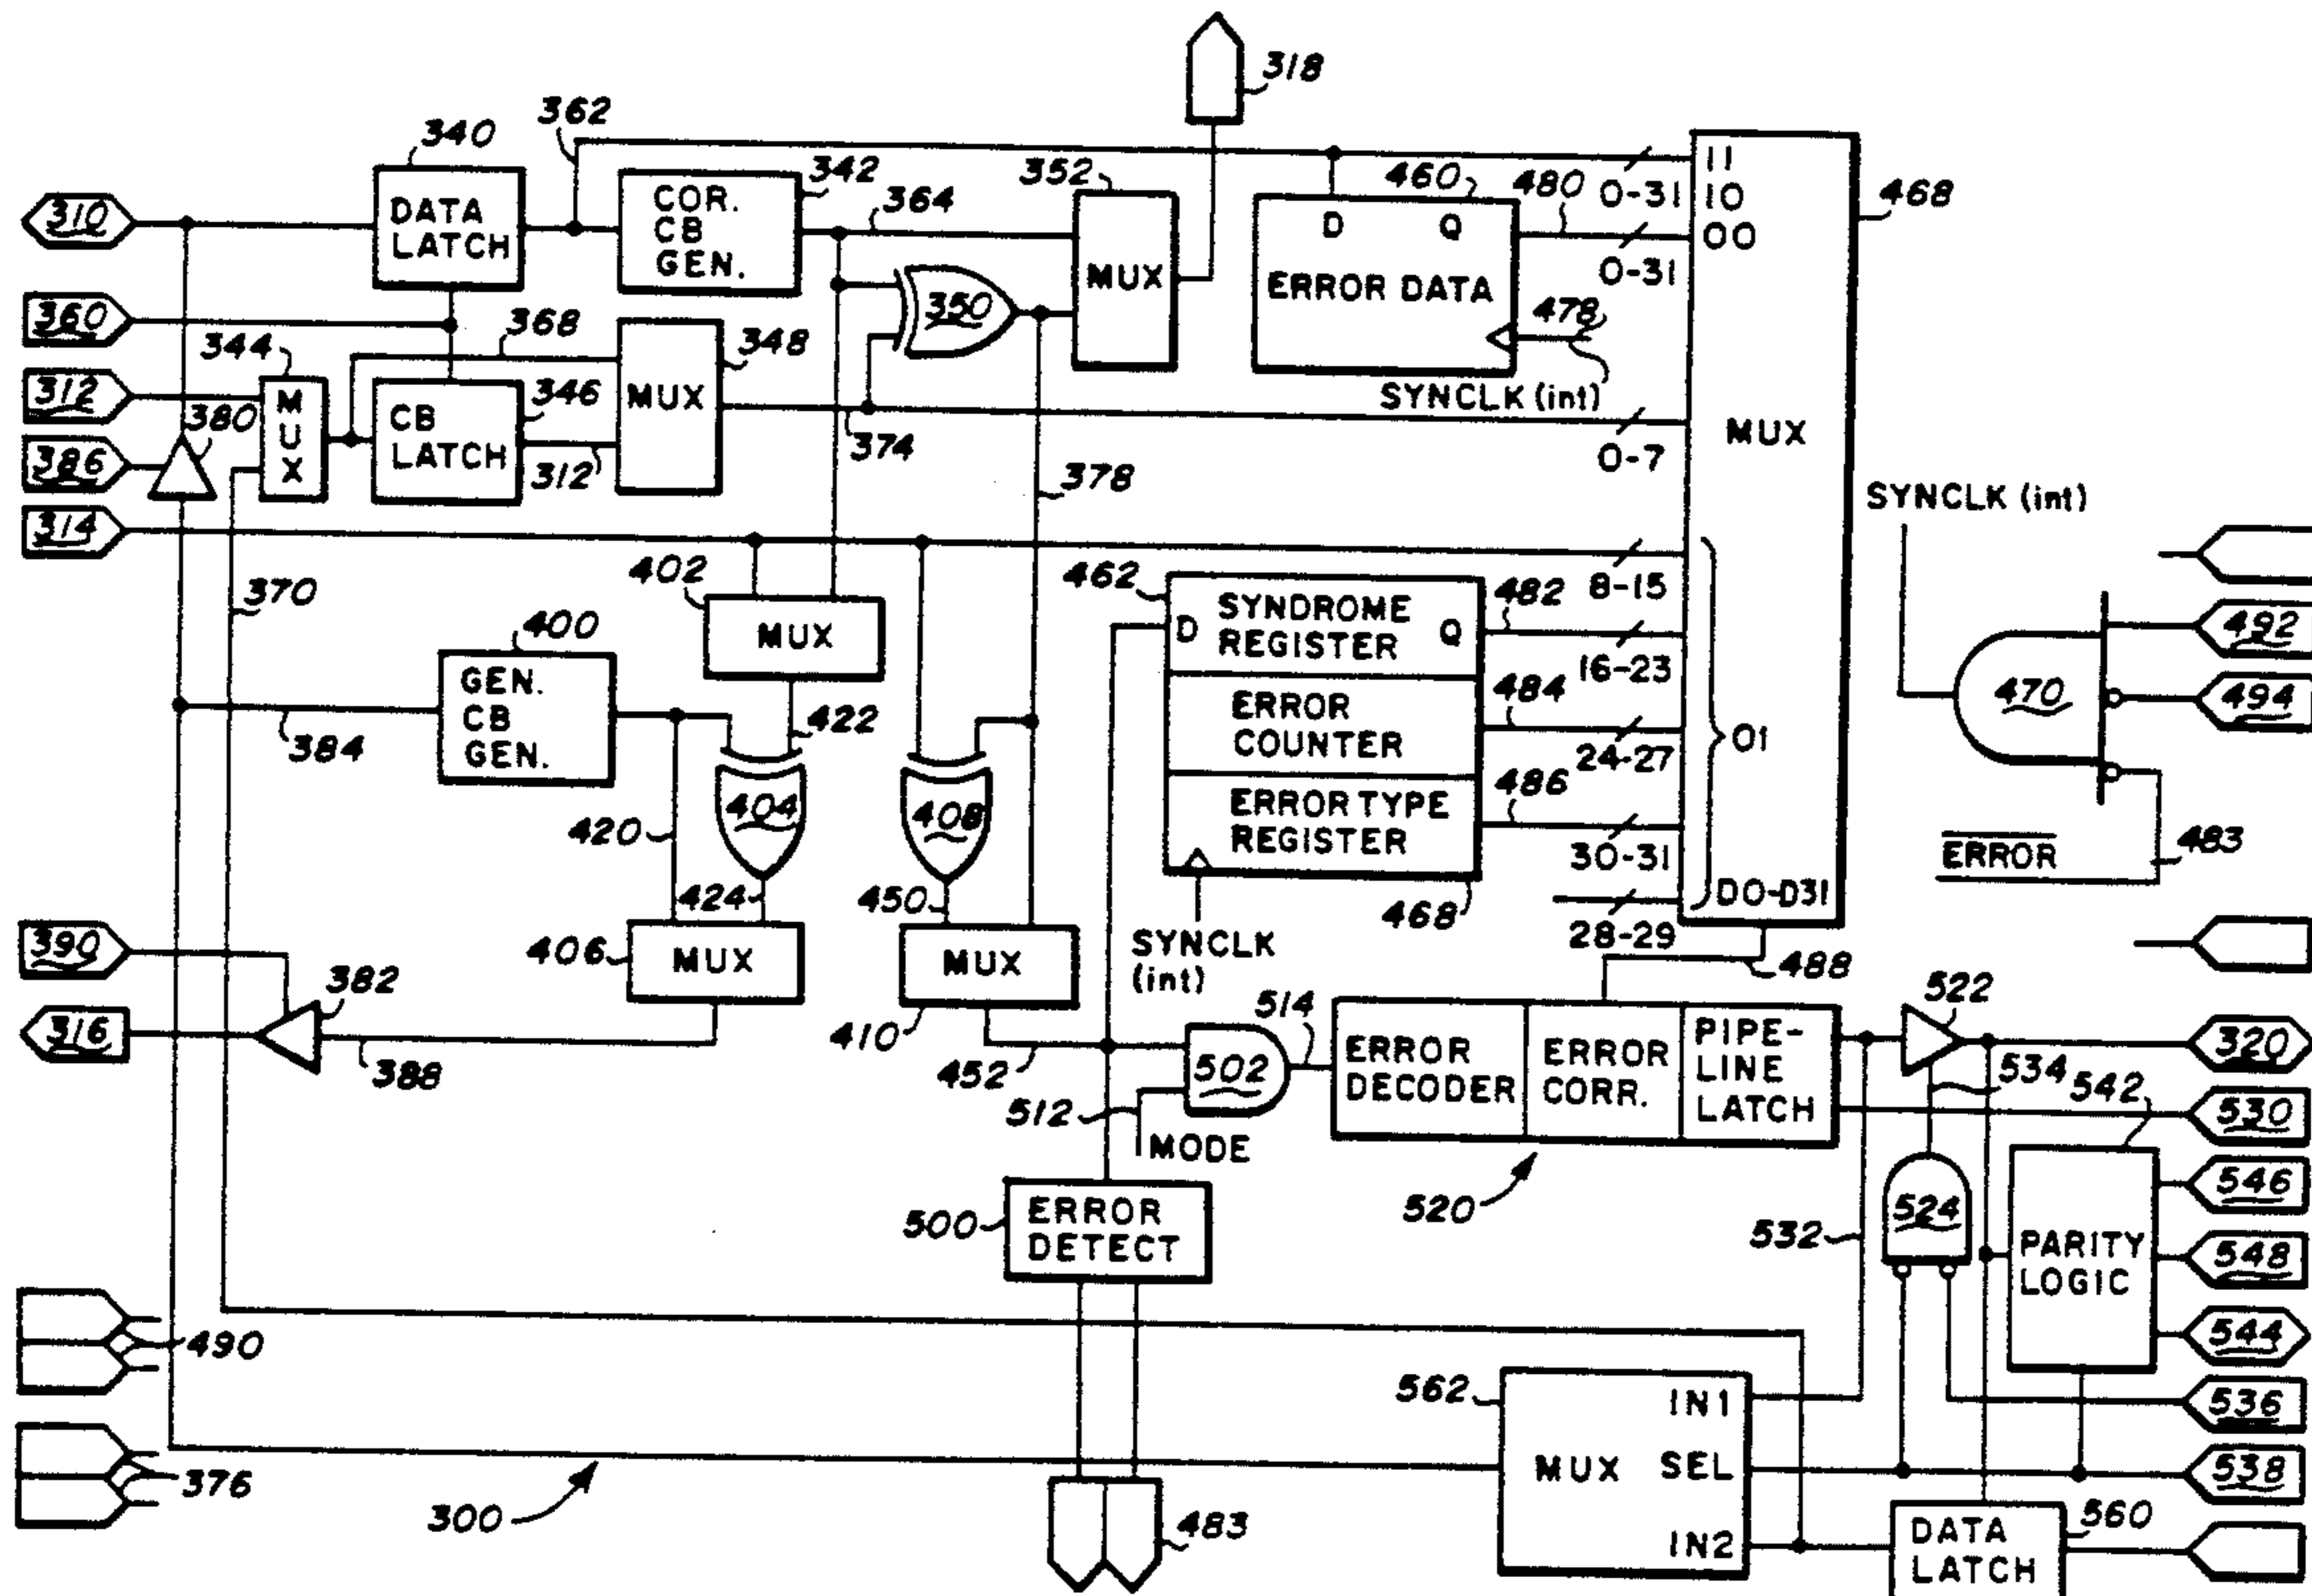 318
362
340
342
352
364
460
480
0-31
11
10
00
468
310
DATA
LATCH
COR.
CB
GEN.
MUX
D
Q
0-31
ERROR DATA
350
360
344
368
348
478
312
M
U
X
380
346
CB
LATCH
MUX
374
SYNCLK (int)
MUX
386
312
0-7
378
SYNCLK (int)
314
370
402
462
8-15
MUX
SYNDROME
REGISTER
D
Q
482
16-23
492
400
GEN.
CB
GEN.
422
ERROR
COUNTER
484
24-27
01
470
494
384
404
408
ERROR TYPE
REGISTER
486
30-31
420
424
450
ERROR
483
D0-D31
468
28-29
390
382
406
MUX
MUX
SYNCLK
(int)
488
316
388
410
452
514
522
502
ERROR
DECODER
ERROR
CORR.
PIPE-
LINE
LATCH
320
534
542
530
512
MODE
520
500
ERROR
DETECT
532
524
546
PARITY
LOGIC
548
544
490
562
IN1
536
MUX
SEL
538
376
300
483
IN2
DATA
LATCH
560